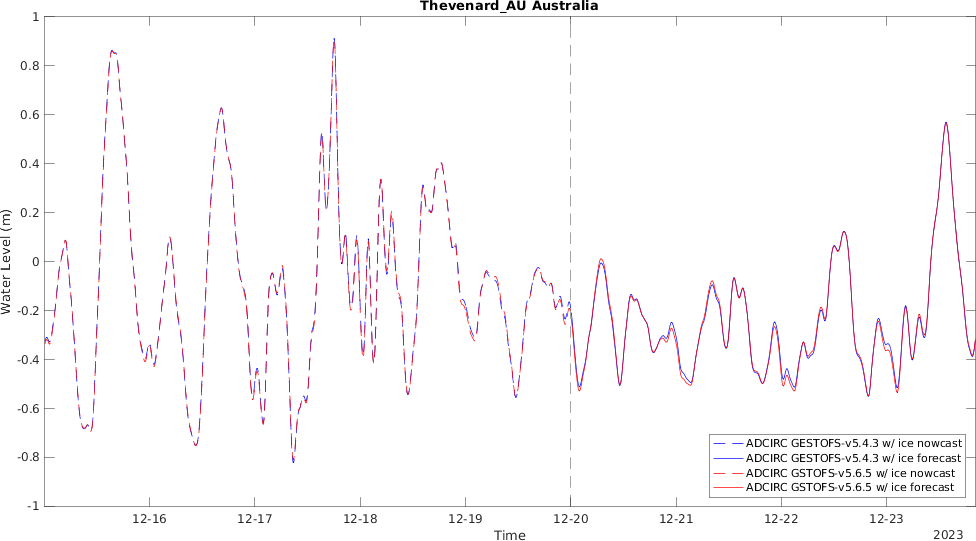 Thevenard_AU Australia
1
0.8
0.6
0.4
0.2
0
-0.2
-0.4
-0.6
-0.8
-1
Water Level (m)
ADCIRC GESTOFS-v5.4.3 w/ ice nowcast
ADCIRC GESTOFS-v5.4.3 w/ ice forecast
ADCIRC GSTOFS-v5.6.5 w/ ice nowcast
ADCIRC GSTOFS-v5.6.5 w/ ice forecast
12-16 12-17 12-18 12-19 12-20 12-21 12-22 12-23
Time
2023